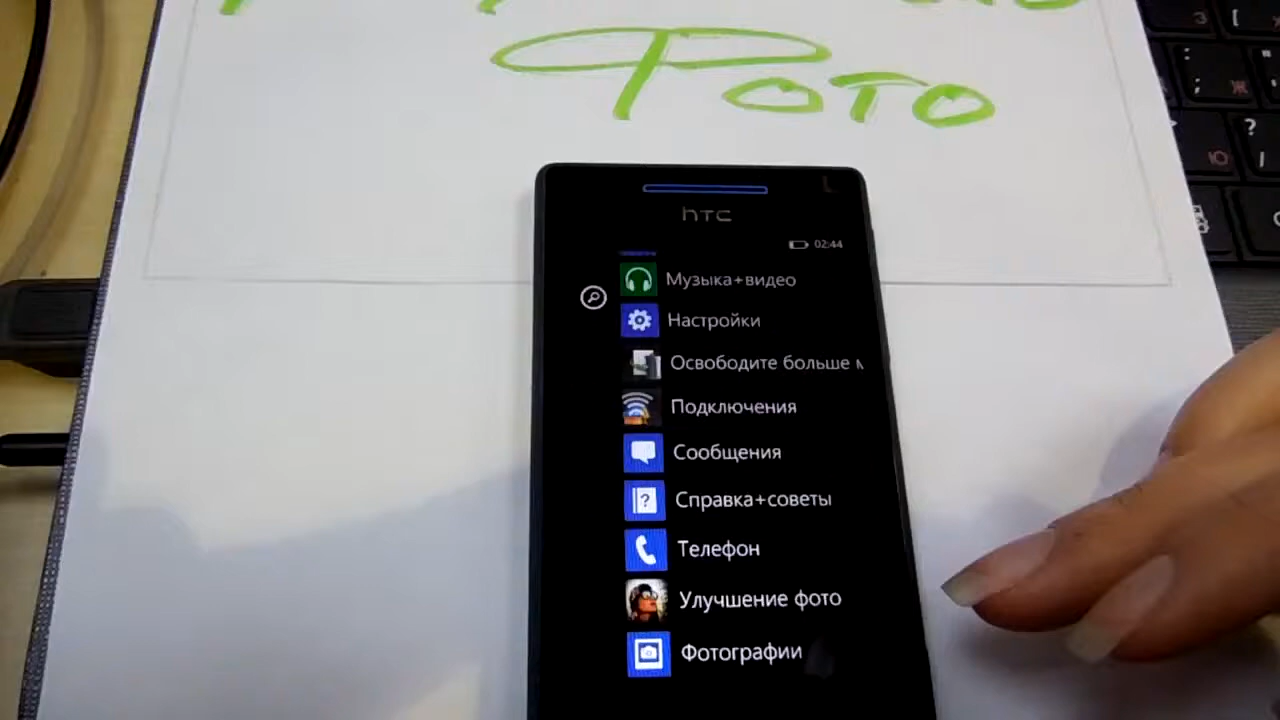 Фото
hTC
02:44
Музыка+видео
Настройки
Освободите больше м
Подключения
Сообщения
Справка+советы
Телефон
Улучшение фото
Фотографии
З
[
;
Ж
?
Ю